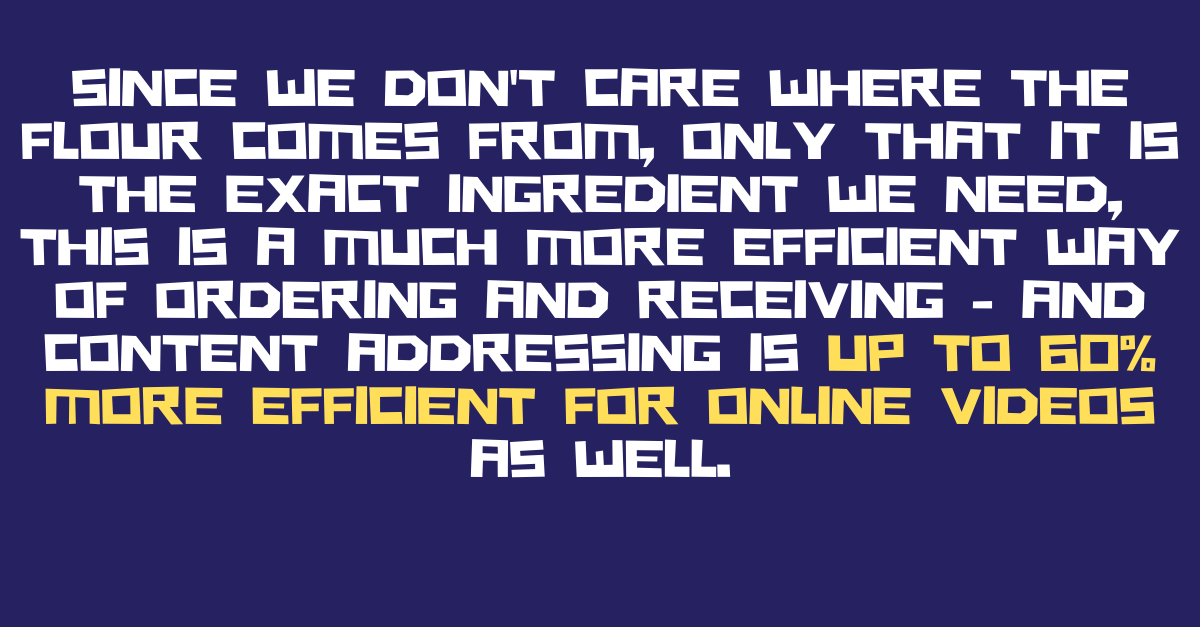 SINCE WE DON'T CARE WHERE THE
FLOUR COMES FROM, ONLY THAT IT IS
THE EXACT INGREDIENT WE NEED,
THIS IS A MUCH MORE EFFICIENT WAY
OF ORDERING AND RECEIVING - AND
CONTENT ADDRESSING IS UP TO 60%
MORE EFFICIENT FOR ONLINE VIDEOS
AS WELL.